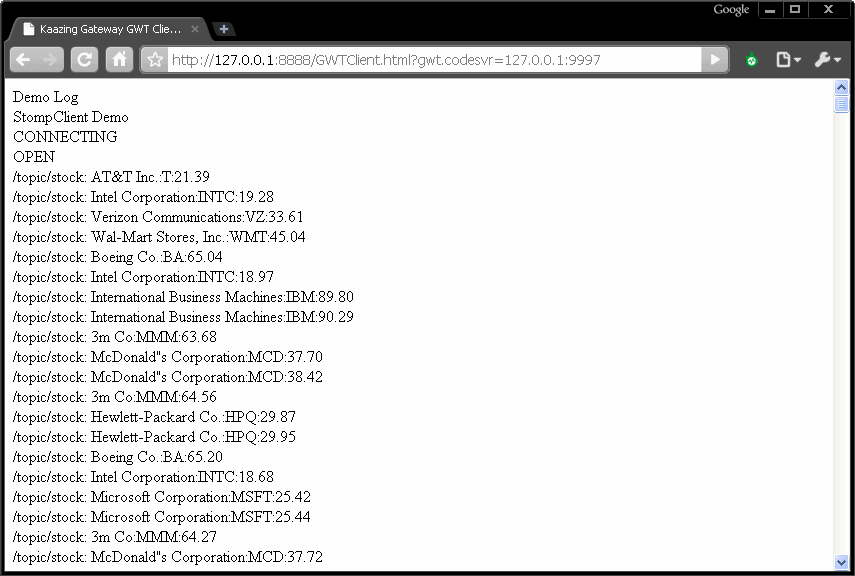 Google
Kaazing Gateway GWT Clie...
http://127.0.0.1:8888/GWTClient.html?gwt.codesvr=127.0.0.1:9997
Demo Log
StompClient Demo
CONNECTING
OPEN
/topic/stock: AT&T Inc.:T:21.39
/topic/stock: Intel Corporation:INTC:19.28
/topic/stock: Verizon Communications:VZ:33.61
/topic/stock: Wal-Mart Stores, Inc.:WMT:45.04
/topic/stock: Boeing Co.:BA:65.04
/topic/stock: Intel Corporation:INTC:18.97
/topic/stock: International Business Machines:IBM:89.80
/topic/stock: International Business Machines:IBM:90.29
/topic/stock: 3m Co:MMM:63.68
/topic/stock: McDonald"s Corporation:MCD:37.70
/topic/stock: McDonald"s Corporation:MCD:38.42
/topic/stock: 3m Co:MMM:64.56
/topic/stock: Hewlett-Packard Co.:HPQ:29.87
/topic/stock: Hewlett-Packard Co.:HPQ:29.95
/topic/stock: Boeing Co.:BA:65.20
/topic/stock: Intel Corporation:INTC:18.68
/topic/stock: Microsoft Corporation:MSFT:25.42
/topic/stock: Microsoft Corporation:MSFT:25.44
/topic/stock: 3m Co:MMM:64.27
/topic/stock: McDonald"s Corporation:MCD:37.72